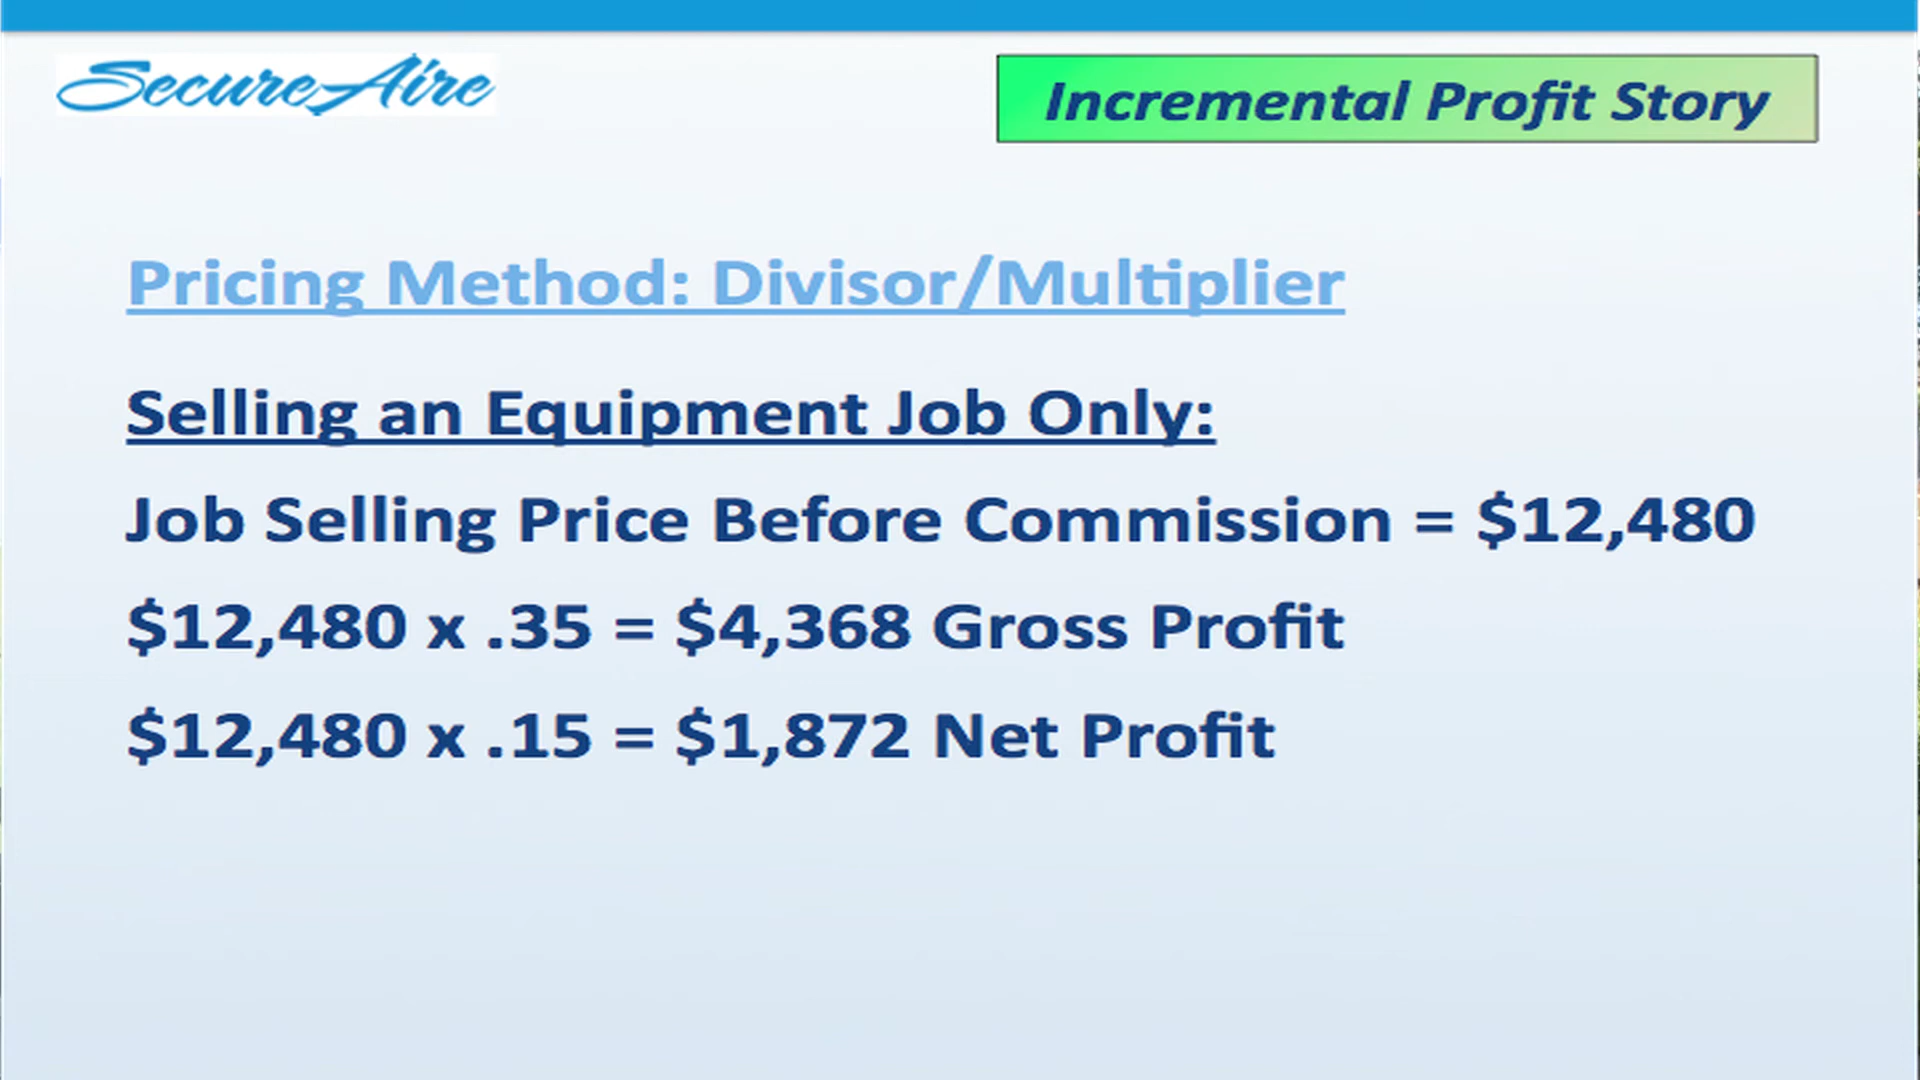 SecureAire
Incremental Profit Story
Pricing Method: Divisor/Multiplier
Selling an Equipment Job Only:
Job Selling Price Before Commission = $12,480
$12,480 x .35 = $4,368 Gross Profit
$12,480 x .15 = $1,872 Net Profit